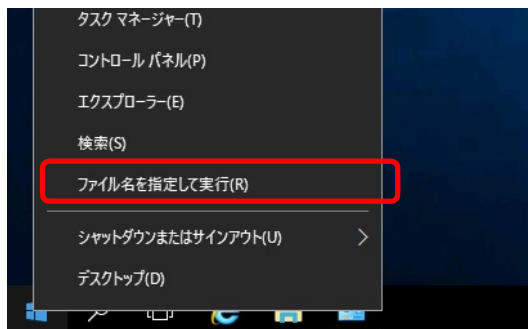 タスク マネージャー(T)
コントロール パネル(P)
エクスプローラー(E)
検索(S)
ファイル名を指定して実行(R)
シャットダウンまたはサインアウト(U)
デスクトップ(D)